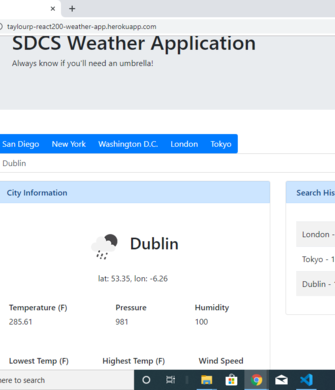 taylourp-react200-weather-app.herokuapp.com
SDCS Weather Application
Always know if you'll need an umbrella!
San Diego New York Washington D.C. London Tokyo
Dublin
City Information
Search His
Dublin
London -
lat: 53.35, lon: -6.26
Tokyo - 1
Dublin - 1
Temperature (F) Pressure Humidity
285.61 981 100
Lowest Temp (F) Highest Temp (F) Wind Speed
here to search